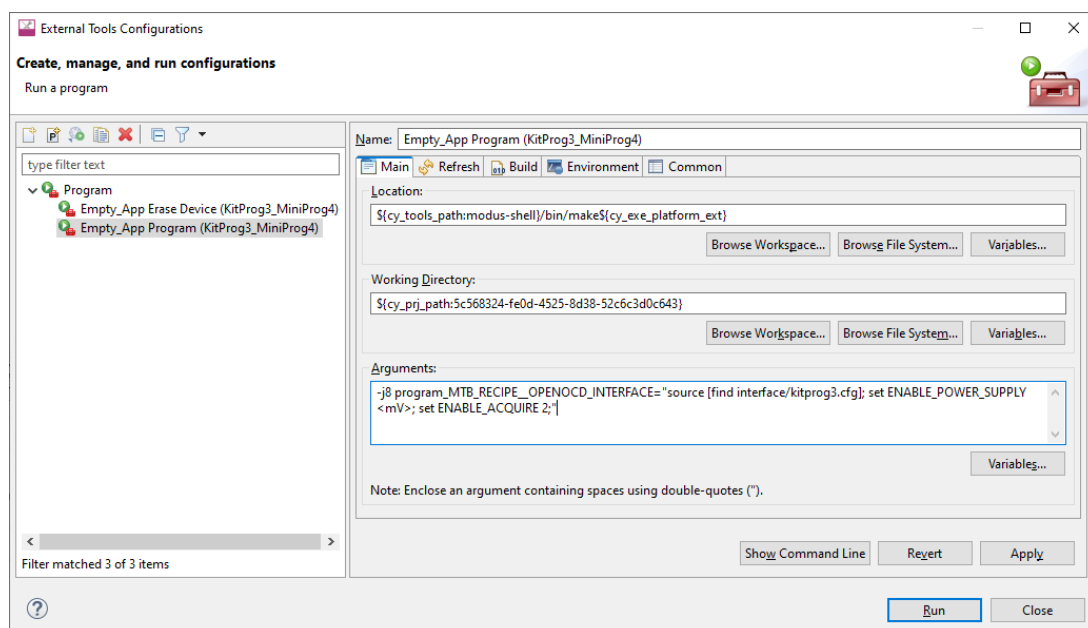 External Tools Configurations
Create, manage, and run configurations
Run a program
type filter text
Program
Empty_App Erase Device (KitProg3_MiniProg4)
Empty_App Program (KitProg3_MiniProg4)
Filter matched 3 of 3 items
Name: Empty_App Program (KitProg3_MiniProg4)
Main Refresh Build Environment Common
Location:
${cy_tools_path:modus-shell}/bin/make${cy_exe_platform_ext}
Browse Workspace... Browse File System... Variables...
Working Directory:
${cy_prj_path:5c568324-fe0d-4525-8d38-52c6c3d0c643}
Browse Workspace... Browse File System... Variables...
Arguments:
-j8 program_MTB_RECIPE__OPENOCD_INTERFACE="source [find interface/kitprog3.cfg]; set ENABLE_POWER_SUPPLY
<mV>; set ENABLE_ACQUIRE 2;"
Variables...
Note: Enclose an argument containing spaces using double-quotes (").
Show Command Line Revert Apply
Run Close